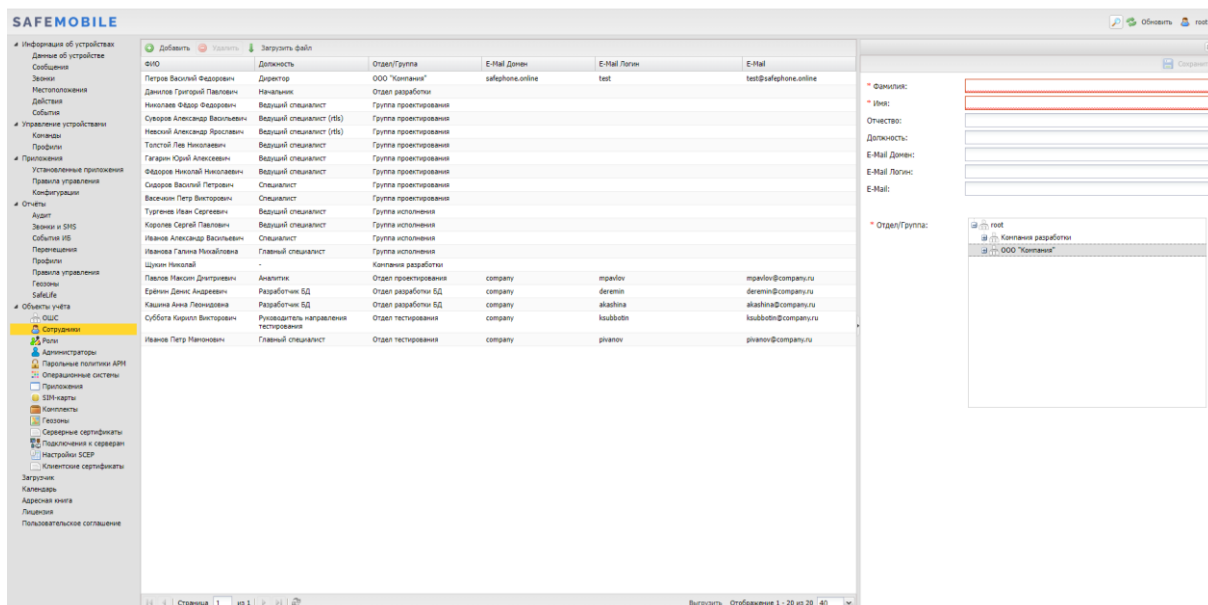 SAFEMOBILE
Обновить root
Информация об устройствах
Данные об устройстве
Сообщения
Звонки
Местоположения
Действия
События
Управление устройствами
Команды
Профили
Приложения
Установленные приложения
Правила управления
Конфигурации
Отчёты
Аудит
Звонки и SMS
События ИБ
Перемещения
Профили
Правила управления
Геозоны
SafeLife
Объекты учёта
ОШС
Сотрудники
Роли
Администраторы
Парольные политики АРМ
Операционные системы
Приложения
SIM-карты
Комплекты
Геозоны
Серверные сертификаты
Подключения к серверам
Настройки SCEP
Клиентские сертификаты
Загрузчик
Календарь
Адресная книга
Лицензия
Пользовательское соглашение
Добавить Удалить Загрузить файл
ФИО Должность Отдел/Группа E-Mail Домен E-Mail Логин E-Mail
Петров Василий Федорович Директор ООО "Компания" safephone.online test test@safephone.online
Данилов Григорий Павлович Начальник Отдел разработки
Николаев Фёдор Федорович Ведущий специалист Группа проектирования
Суворов Александр Васильевич Ведущий специалист (rtls) Группа проектирования
Невский Александр Ярославич Ведущий специалист (rtls) Группа проектирования
Толстой Лев Николаевич Ведущий специалист Группа проектирования
Гагарин Юрий Алексеевич Ведущий специалист Группа проектирования
Фёдоров Николай Николаевич Ведущий специалист Группа проектирования
Сидоров Василий Петрович Специалист Группа проектирования
Васечкин Петр Викторович Специалист Группа проектирования
Тургенев Иван Сергеевич Ведущий специалист Группа исполнения
Королев Сергей Павлович Ведущий специалист Группа исполнения
Иванов Александр Васильевич Специалист Группа исполнения
Иванова Галина Михайловна Главный специалист Группа исполнения
Щукин Николай - Компания разработки
Павлов Максим Дмитриевич Аналитик Отдел проектирования company mpavlov mpavlov@company.ru
Ерёмин Денис Андреевич Разработчик БД Отдел разработки БД company deremin deremin@company.ru
Кашина Анна Леонидовна Разработчик БД Отдел разработки БД company akashina akashina@company.ru
Суббота Кирилл Викторович Руководитель направления Отдел тестирования company ksubbotin ksubbotin@company.ru
тестирования
Иванов Петр Мамонович Главный специалист Отдел тестирования company pivanov pivanov@company.ru
Страница 1 из 1
Выгрузить Отображение 1 - 20 из 20 40
Сохранить
* Фамилия:
* Имя:
Отчество:
Должность:
E-Mail Домен:
E-Mail Логин:
E-Mail:
* Отдел/Группа: root
Компания разработки
ООО "Компания"